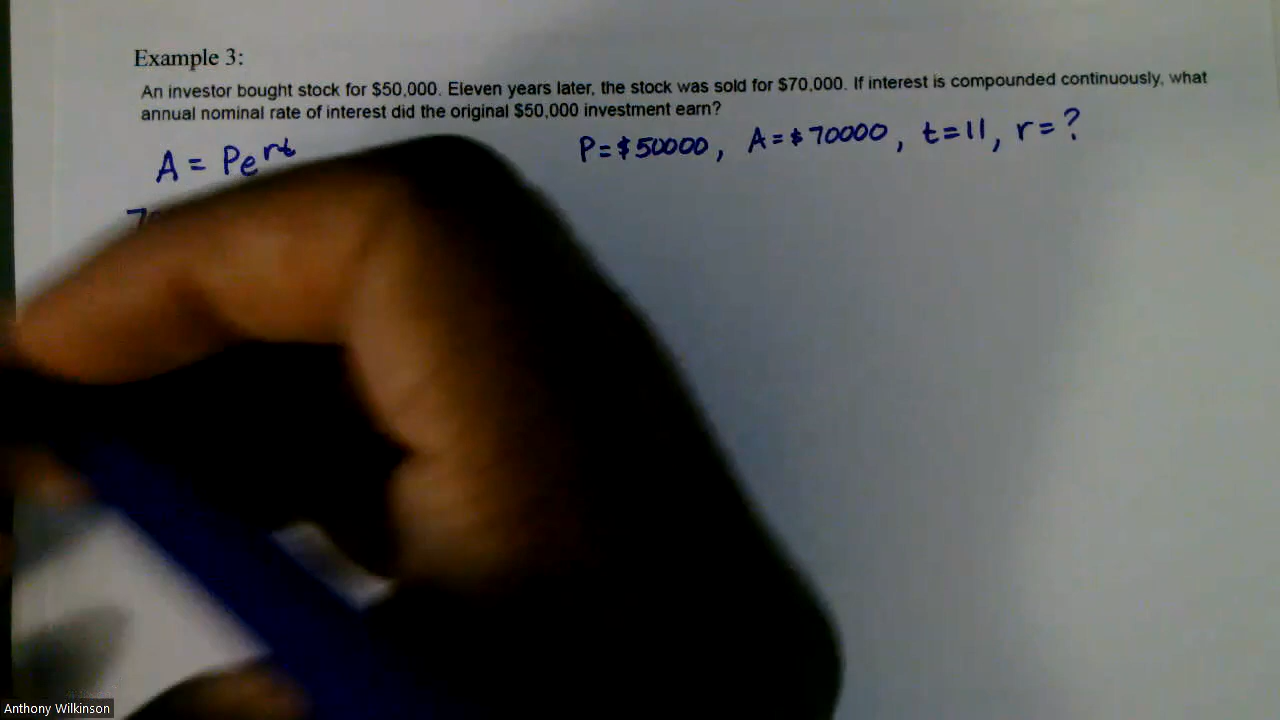 Example 3:
An investor bought stock for $50,000. Eleven years later, the stock was sold for $70,000. If interest is compounded continuously, what
annual nominal rate of interest did the original $50,000 investment earn?
P=$50000, A=$70000, t=11, r=?
A = Pe^rt
Anthony Wilkinson